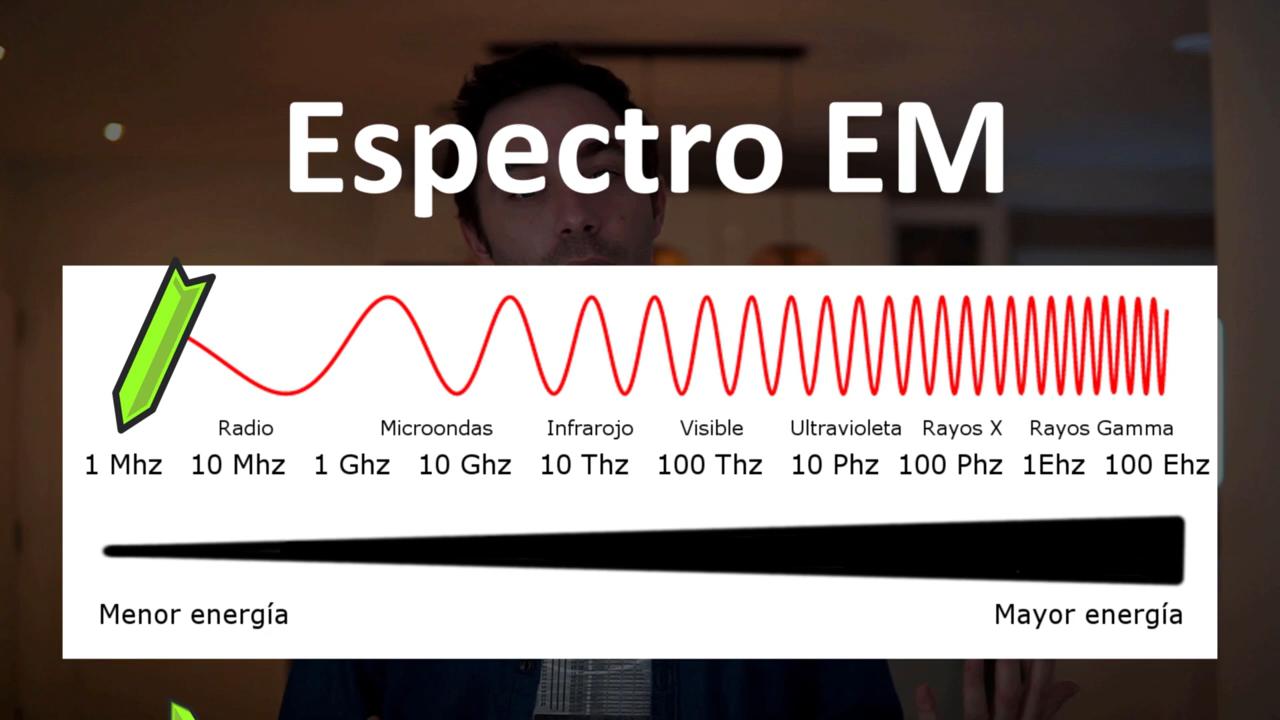 Espectro EM
Radio Microondas Infrarojo Visible Ultravioleta Rayos X Rayos Gamma
1 Mhz 10 Mhz 1 Ghz 10 Ghz 10 Thz 100 Thz 10 Phz 100 Phz 1Ehz 100 Ehz
Menor energía Mayor energía